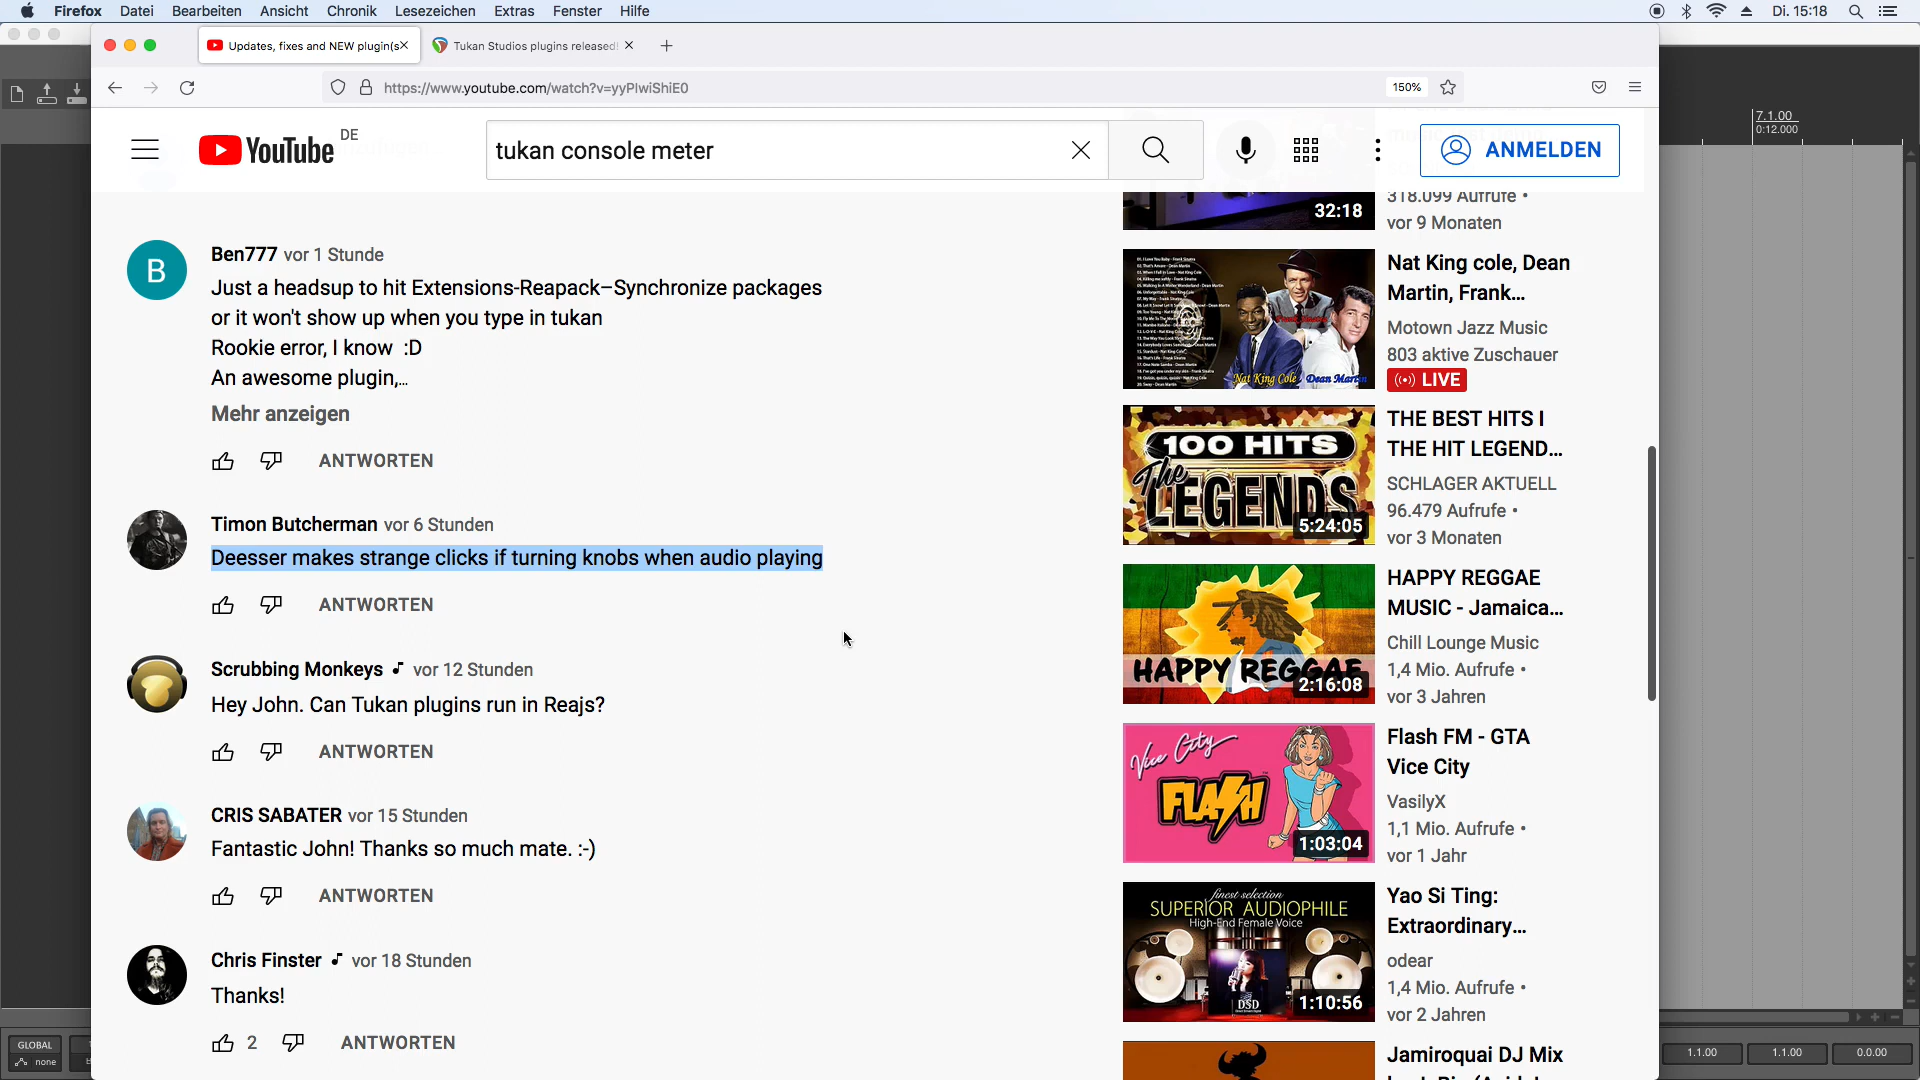 Firefox Datei Bearbeiten Ansicht Chronik Lesezeichen Extras Fenster Hilfe
Di. 15:18
Updates, fixes and NEW plugin(s
Tukan Studios plugins released!
https://www.youtube.com/watch?v=yyPlwiShiE0
150%
YouTube
DE
tukan console meter
ANMELDEN
7.1.00
0:12.000
Ben777 vor 1 Stunde
Just a headsup to hit Extensions-Reapack–Synchronize packages
or it won't show up when you type in tukan
Rookie error, I know :D
An awesome plugin,...
Mehr anzeigen
ANTWORTEN
Timon Butcherman vor 6 Stunden
Deesser makes strange clicks if turning knobs when audio playing
ANTWORTEN
Scrubbing Monkeys vor 12 Stunden
Hey John. Can Tukan plugins run in Reajs?
ANTWORTEN
CRIS SABATER vor 15 Stunden
Fantastic John! Thanks so much mate. :-)
ANTWORTEN
Chris Finster vor 18 Stunden
Thanks!
2
ANTWORTEN
32:18
318.099 Aufrufe •
vor 9 Monaten
Nat King Cole Dean Martin
Nat King cole, Dean
Martin, Frank...
Motown Jazz Music
803 aktive Zuschauer
LIVE
100 HITS
The
LEGENDS
5:24:05
THE BEST HITS I
THE HIT LEGEND...
SCHLAGER AKTUELL
96.479 Aufrufe •
vor 3 Monaten
HAPPY REGGAE
2:16:08
HAPPY REGGAE
MUSIC - Jamaica...
Chill Lounge Music
1,4 Mio. Aufrufe •
vor 3 Jahren
Vice City
FLASH
1:03:04
Flash FM - GTA
Vice City
VasilyX
1,1 Mio. Aufrufe •
vor 1 Jahr
finest selection
SUPERIOR AUDIOPHILE
High-End Female Voice
DSD
1:10:56
Yao Si Ting:
Extraordinary...
odear
1,4 Mio. Aufrufe •
vor 2 Jahren
Jamiroquai DJ Mix
GLOBAL
none
1.1.00
1.1.00
0.0.00